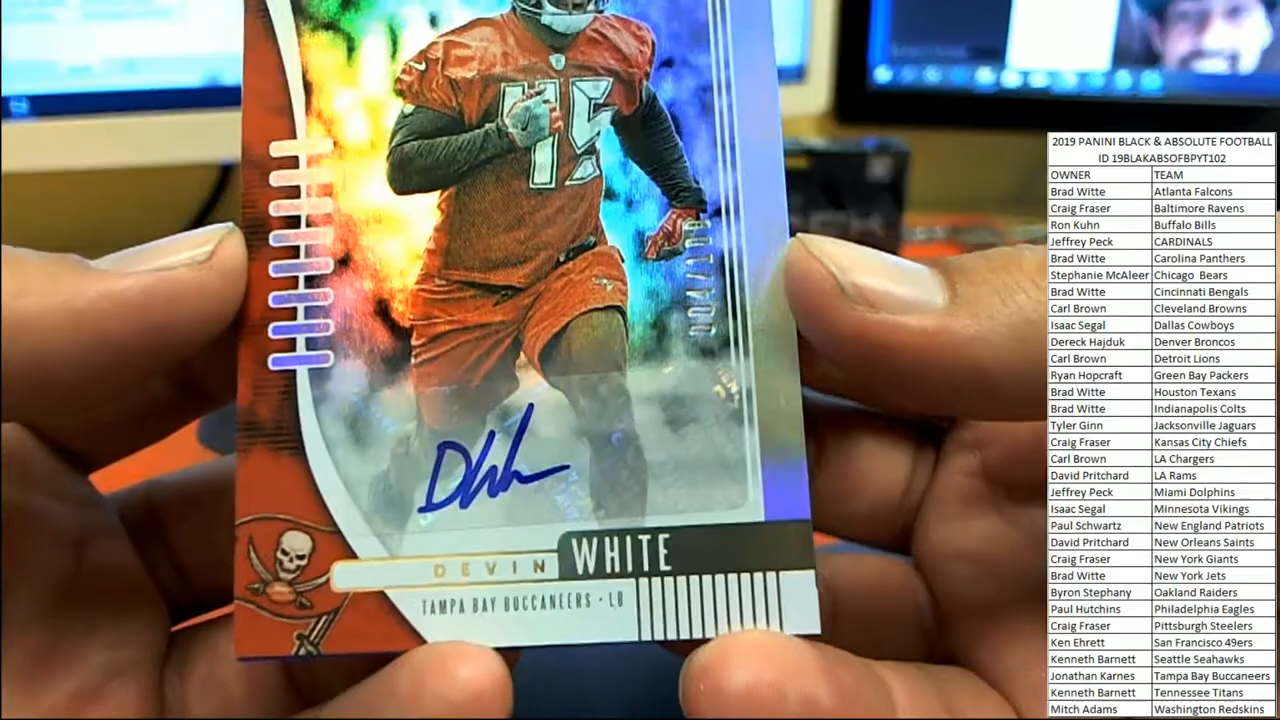 45
004/100
DEVIN WHITE
TAMPA BAY BUCCANEERS • LB
2019 PANINI BLACK & ABSOLUTE FOOTBALL
ID 19BLAKABSOFBPYT102
OWNER TEAM
Brad Witte Atlanta Falcons
Craig Fraser Baltimore Ravens
Ron Kuhn Buffalo Bills
Jeffrey Peck CARDINALS
Brad Witte Carolina Panthers
Stephanie McAleer Chicago Bears
Brad Witte Cincinnati Bengals
Carl Brown Cleveland Browns
Isaac Segal Dallas Cowboys
Dereck Hajduk Denver Broncos
Carl Brown Detroit Lions
Ryan Hopcraft Green Bay Packers
Brad Witte Houston Texans
Brad Witte Indianapolis Colts
Tyler Ginn Jacksonville Jaguars
Craig Fraser Kansas City Chiefs
Carl Brown LA Chargers
David Pritchard LA Rams
Jeffrey Peck Miami Dolphins
Isaac Segal Minnesota Vikings
Paul Schwartz New England Patriots
David Pritchard New Orleans Saints
Craig Fraser New York Giants
Brad Witte New York Jets
Byron Stephany Oakland Raiders
Paul Hutchins Philadelphia Eagles
Craig Fraser Pittsburgh Steelers
Ken Ehrett San Francisco 49ers
Kenneth Barnett Seattle Seahawks
Jonathan Karnes Tampa Bay Buccaneers
Kenneth Barnett Tennessee Titans
Mitch Adams Washington Redskins